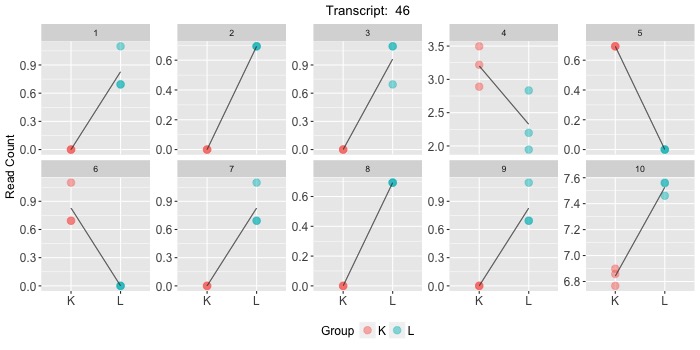 Transcript: 46
1 2 3 4 5
0.9 0.6 0.3 0.0
0.6 0.4 0.2 0.0
0.9 0.6 0.3 0.0
3.5 3.0 2.5 2.0
0.6 0.4 0.2 0.0
Read Count
6 7 8 9 10
0.9 0.6 0.3 0.0
0.9 0.6 0.3 0.0
0.6 0.4 0.2 0.0
0.9 0.6 0.3 0.0
7.6 7.4 7.2 7.0 6.8
K L K L K L K L K L
Group K L